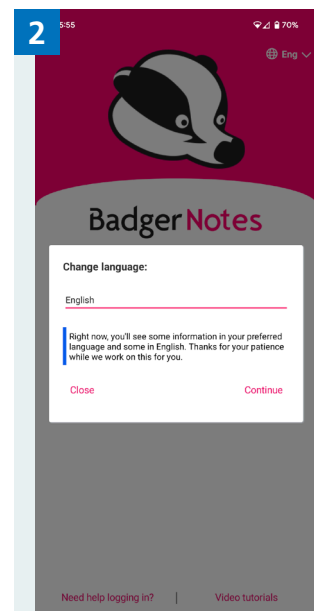 2
5:55
70%
Eng
BadgerNotes
Change language:
English
Right now, you'll see some information in your preferred
language and some in English. Thanks for your patience
while we work on this for you.
Close Continue
Need help logging in? | Video tutorials